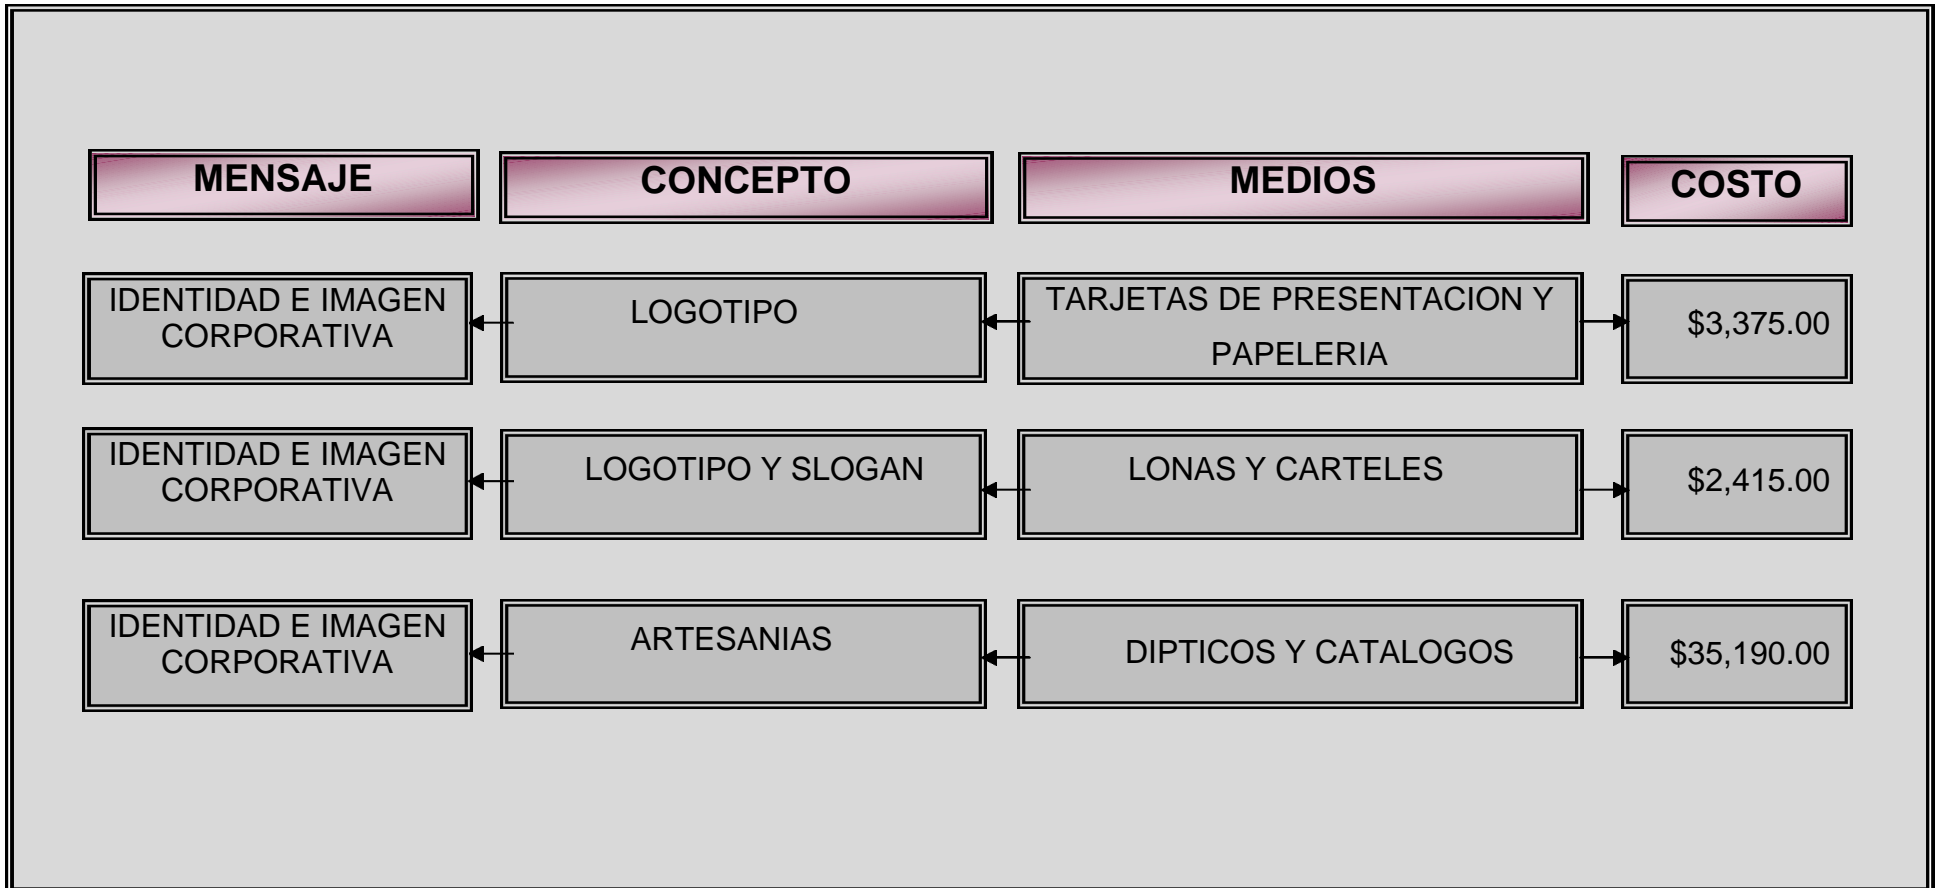 MENSAJE
CONCEPTO
MEDIOS
COSTO
IDENTIDAD E IMAGEN
CORPORATIVA
LOGOTIPO
TARJETAS DE PRESENTACION Y
PAPELERIA
$3,375.00
IDENTIDAD E IMAGEN
CORPORATIVA
LOGOTIPO Y SLOGAN
LONAS Y CARTELES
$2,415.00
IDENTIDAD E IMAGEN
CORPORATIVA
ARTESANIAS
DIPTICOS Y CATALOGOS
$35,190.00